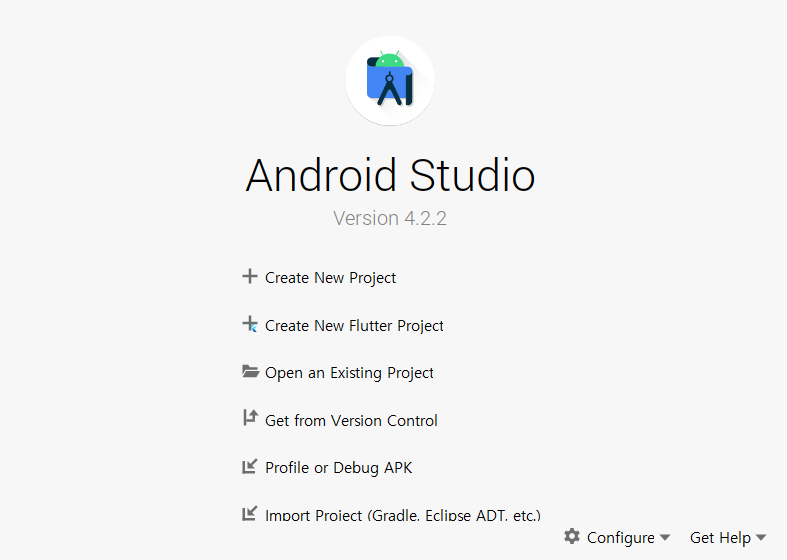 Android Studio
Version 4.2.2
Create New Project
Create New Flutter Project
Open an Existing Project
Get from Version Control
Profile or Debug APK
Import Project (Gradle, Eclipse ADT, etc.)
Configure
Get Help